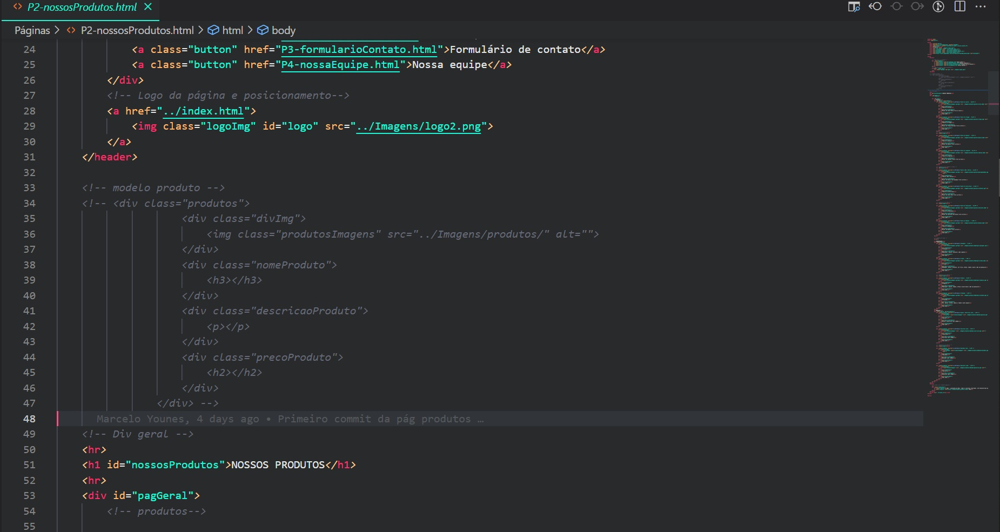 P2-nossosProdutos.html
Páginas > P2-nossosProdutos.html > html > body
24 <a class="button" href="P3-formularioContato.html">Formulário de contato</a>
25 <a class="button" href="P4-nossaEquipe.html">Nossa equipe</a>
26 </div>
27 <!-- Logo da página e posicionamento-->
28 <a href="../index.html">
29 <img class="logoImg" id="logo" src="../Imagens/logo2.png">
30 </a>
31 </header>
32
33 <!-- modelo produto -->
34 <!-- <div class="produtos">
35 <div class="divImg">
36 <img class="produtosImagens" src="../Imagens/produtos/" alt="">
37 </div>
38 <div class="nomeProduto">
39 <h3></h3>
40 </div>
41 <div class="descricaoProduto">
42 <p></p>
43 </div>
44 <div class="precoProduto">
45 <h2></h2>
46 </div>
47 </div> -->
48 Marcelo Younes, 4 days ago • Primeiro commit da pág produtos …
49 <!-- Div geral -->
50 <hr>
51 <h1 id="nossosProdutos">NOSSOS PRODUTOS</h1>
52 <hr>
53 <div id="pagGeral">
54 <!-- produtos-->
55